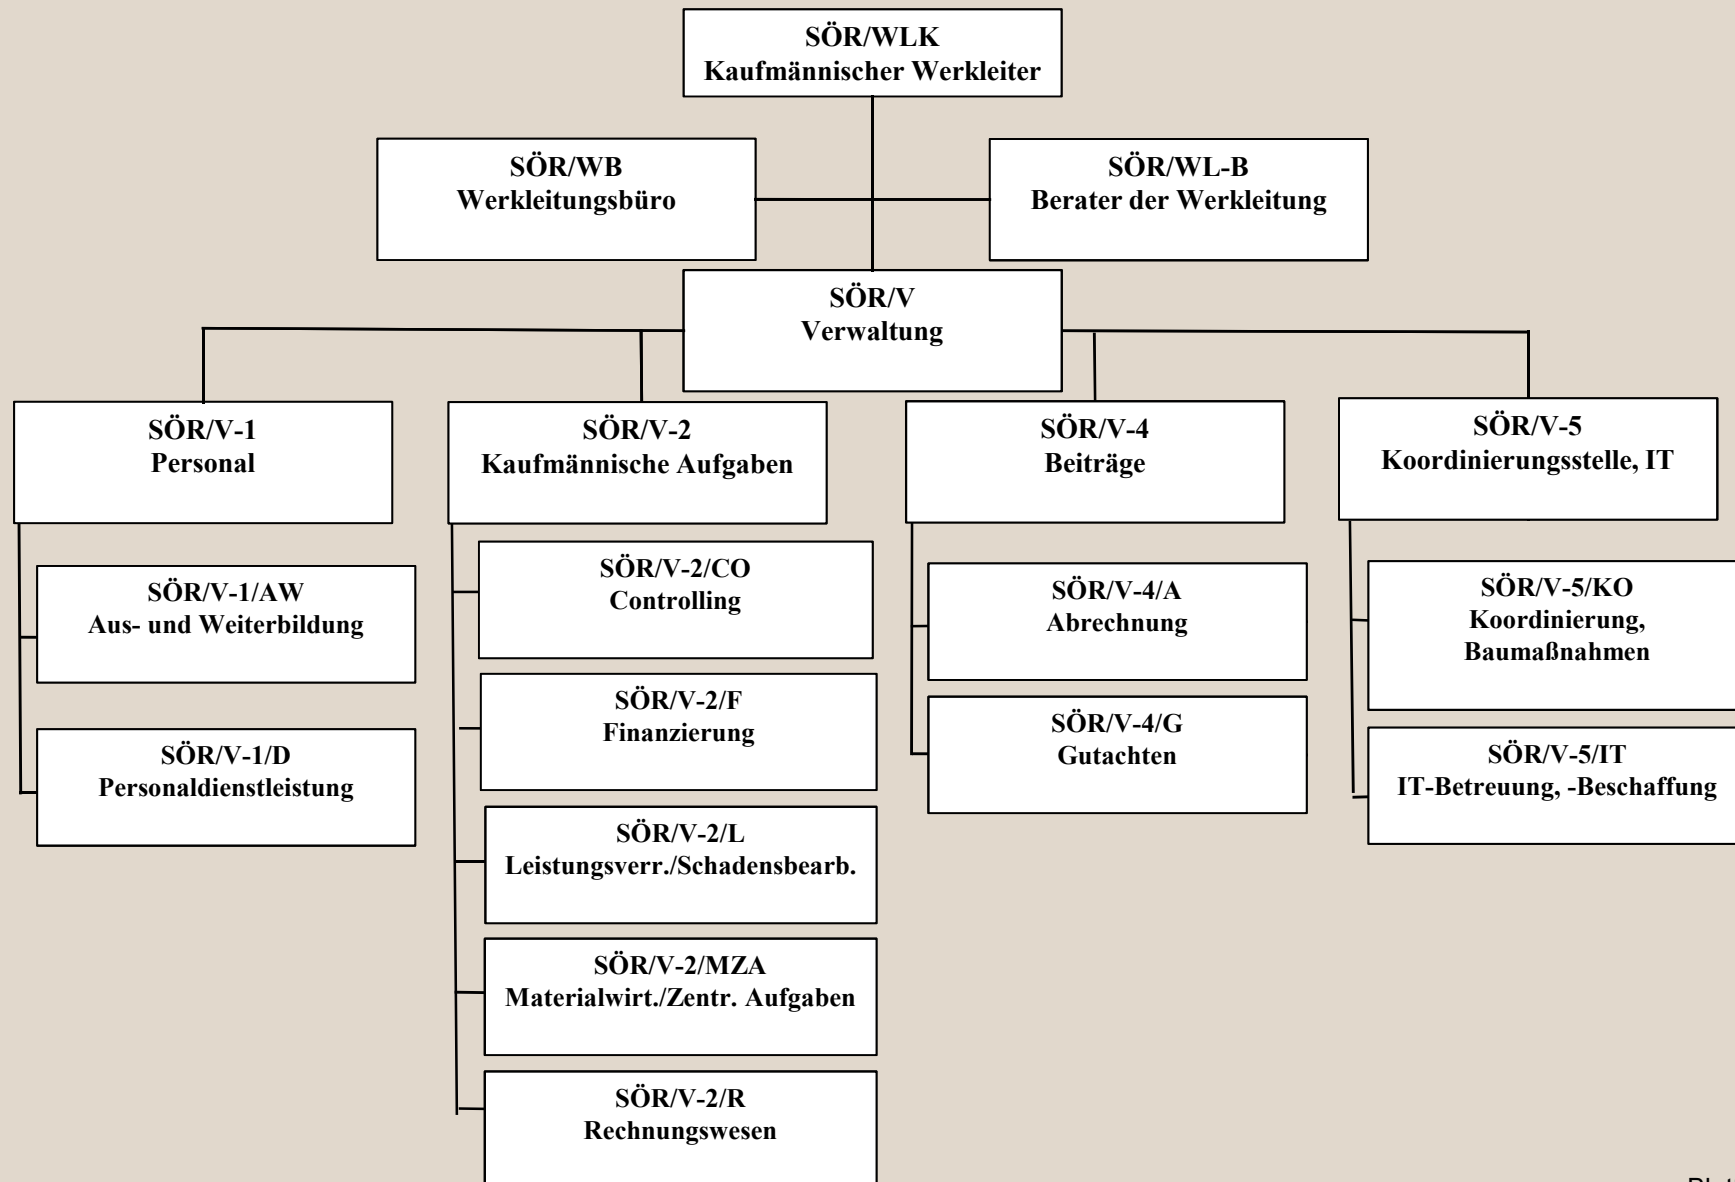 SÖR/WLK
Kaufmännischer Werkleiter
SÖR/WB
Werkleitungsbüro
SÖR/WL-B
Berater der Werkleitung
SÖR/V
Verwaltung
SÖR/V-1
Personal
SÖR/V-2
Kaufmännische Aufgaben
SÖR/V-4
Beiträge
SÖR/V-5
Koordinierungsstelle, IT
SÖR/V-1/AW
Aus- und Weiterbildung
SÖR/V-1/D
Personaldienstleistung
SÖR/V-2/CO
Controlling
SÖR/V-2/F
Finanzierung
SÖR/V-2/L
Leistungsverr./Schadensbearb.
SÖR/V-2/MZA
Materialwirt./Zentr. Aufgaben
SÖR/V-2/R
Rechnungswesen
SÖR/V-4/A
Abrechnung
SÖR/V-4/G
Gutachten
SÖR/V-5/KO
Koordinierung,
Baumaßnahmen
SÖR/V-5/IT
IT-Betreuung, -Beschaffung